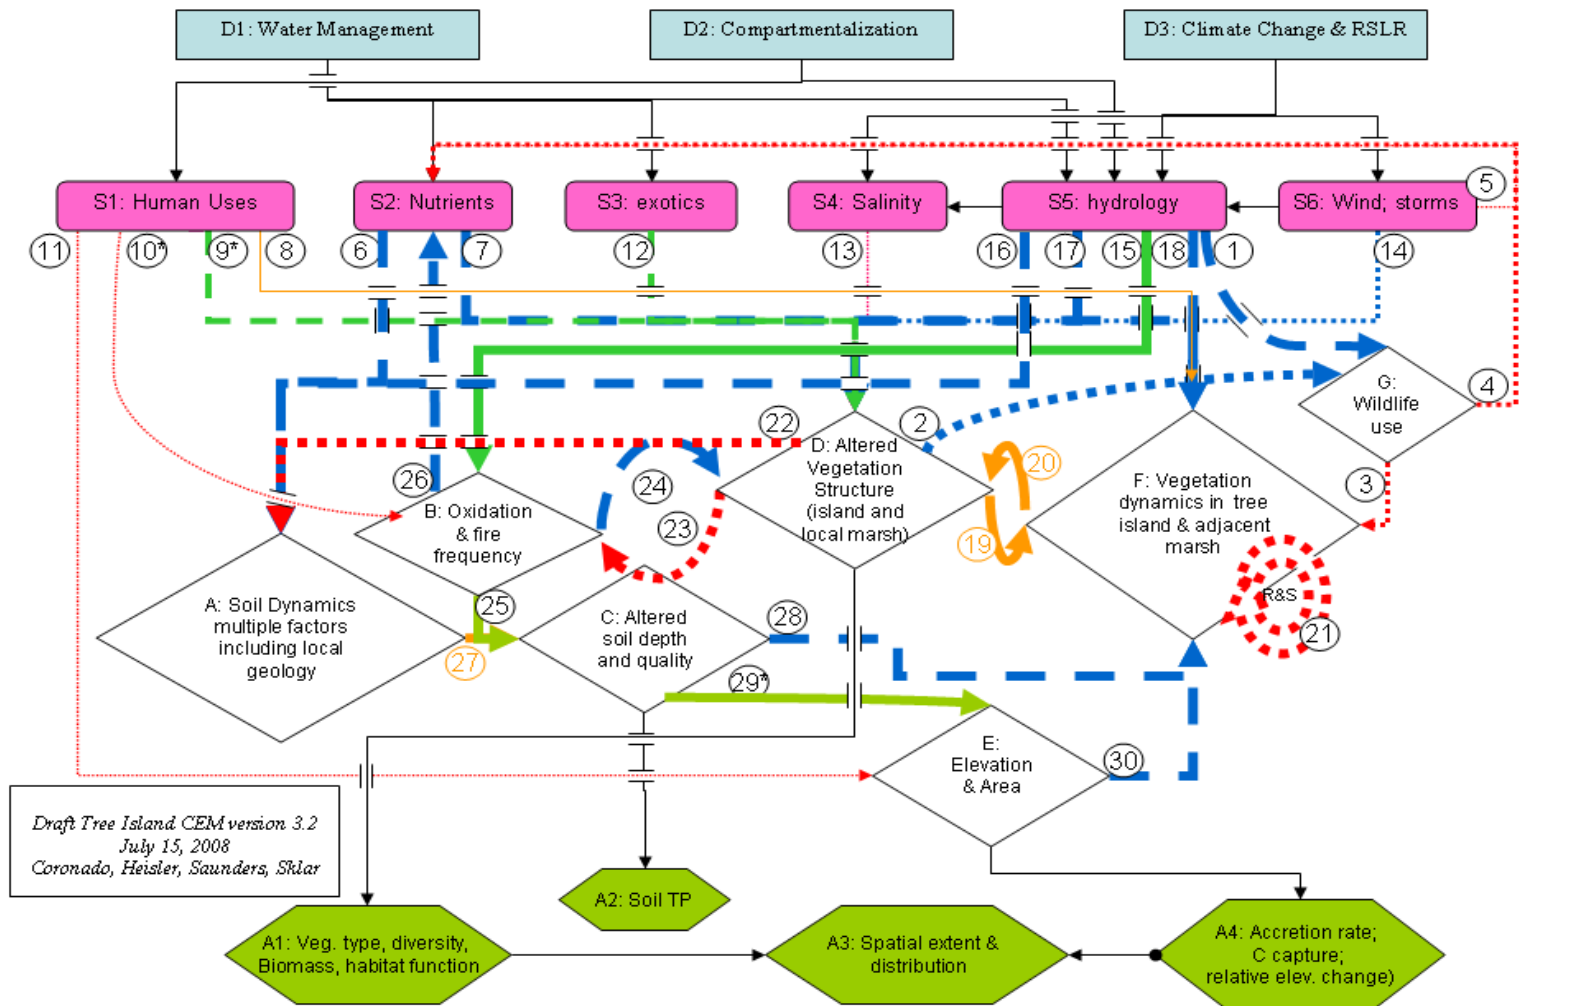 D1: Water Management
D2: Compartmentalization
D3: Climate Change & RSLR
S1: Human Uses
S2: Nutrients
S3: exotics
S4: Salinity
S5: hydrology
S6: Wind; storms
5
11
10*
9*
8
6
7
12
13
16
17
15
18
1
14
G:
Wildlife
use
4
22
2
D: Altered
Vegetation
Structure
(island and
local marsh)
20
19
F: Vegetation
dynamics in tree
island & adjacent
marsh
3
26
24
23
B: Oxidation
& fire
frequency
R&S
21
A: Soil Dynamics
multiple factors
including local
geology
25
27
C: Altered
soil depth
and quality
28
29*
E:
Elevation
& Area
30
Draft Tree Island CEM version 3.2
July 15, 2008
Coronado, Heisler, Saunders, Sklar
A2: Soil TP
A1: Veg. type, diversity,
Biomass, habitat function
A3: Spatial extent &
distribution
A4: Accretion rate;
C capture;
relative elev. change)